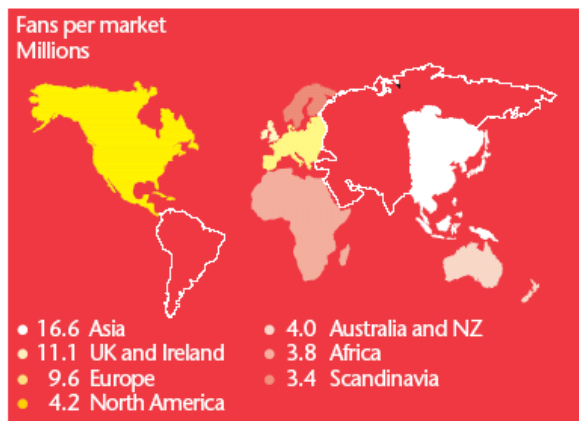 Fans per market
Millions
16.6 Asia
11.1 UK and Ireland
9.6 Europe
4.2 North America
4.0 Australia and NZ
3.8 Africa
3.4 Scandinavia